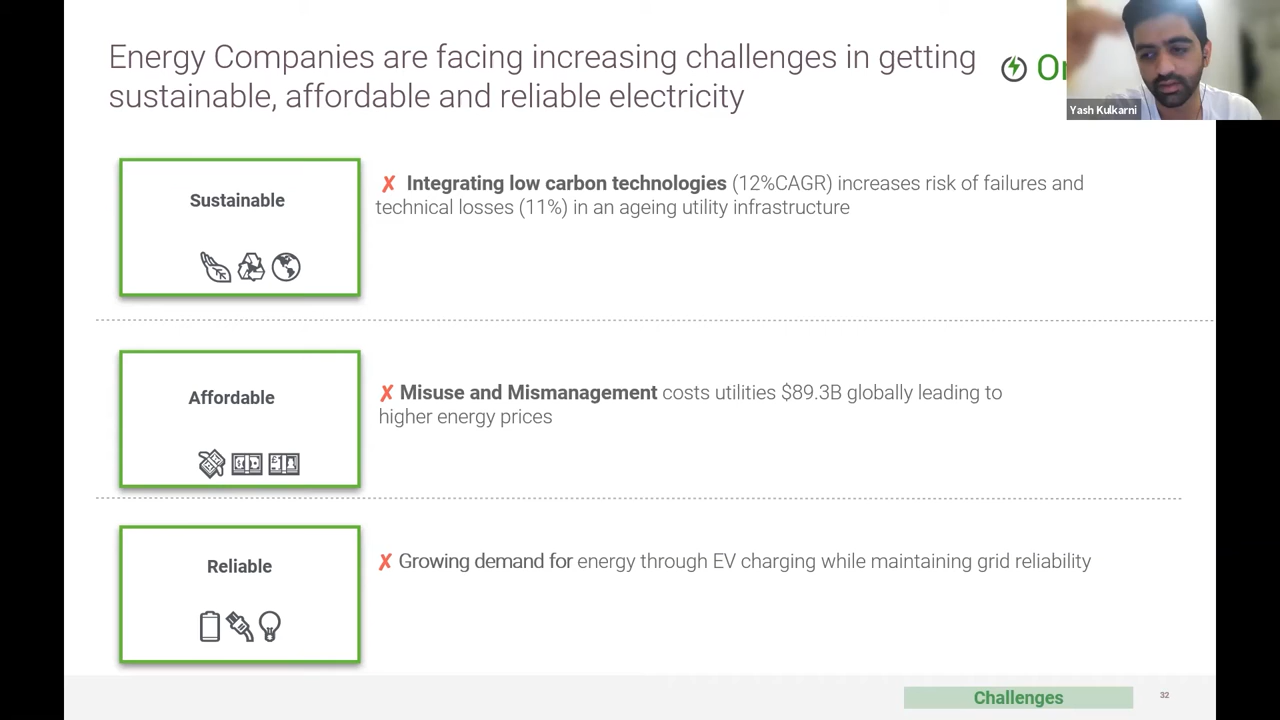 Energy Companies are facing increasing challenges in getting
sustainable, affordable and reliable electricity
Yash Kulkarni
Sustainable
✘ Integrating low carbon technologies (12%CAGR) increases risk of failures and
technical losses (11%) in an ageing utility infrastructure
Affordable
✘ Misuse and Mismanagement costs utilities $89.3B globally leading to
higher energy prices
Reliable
✘ Growing demand for energy through EV charging while maintaining grid reliability
Challenges
32